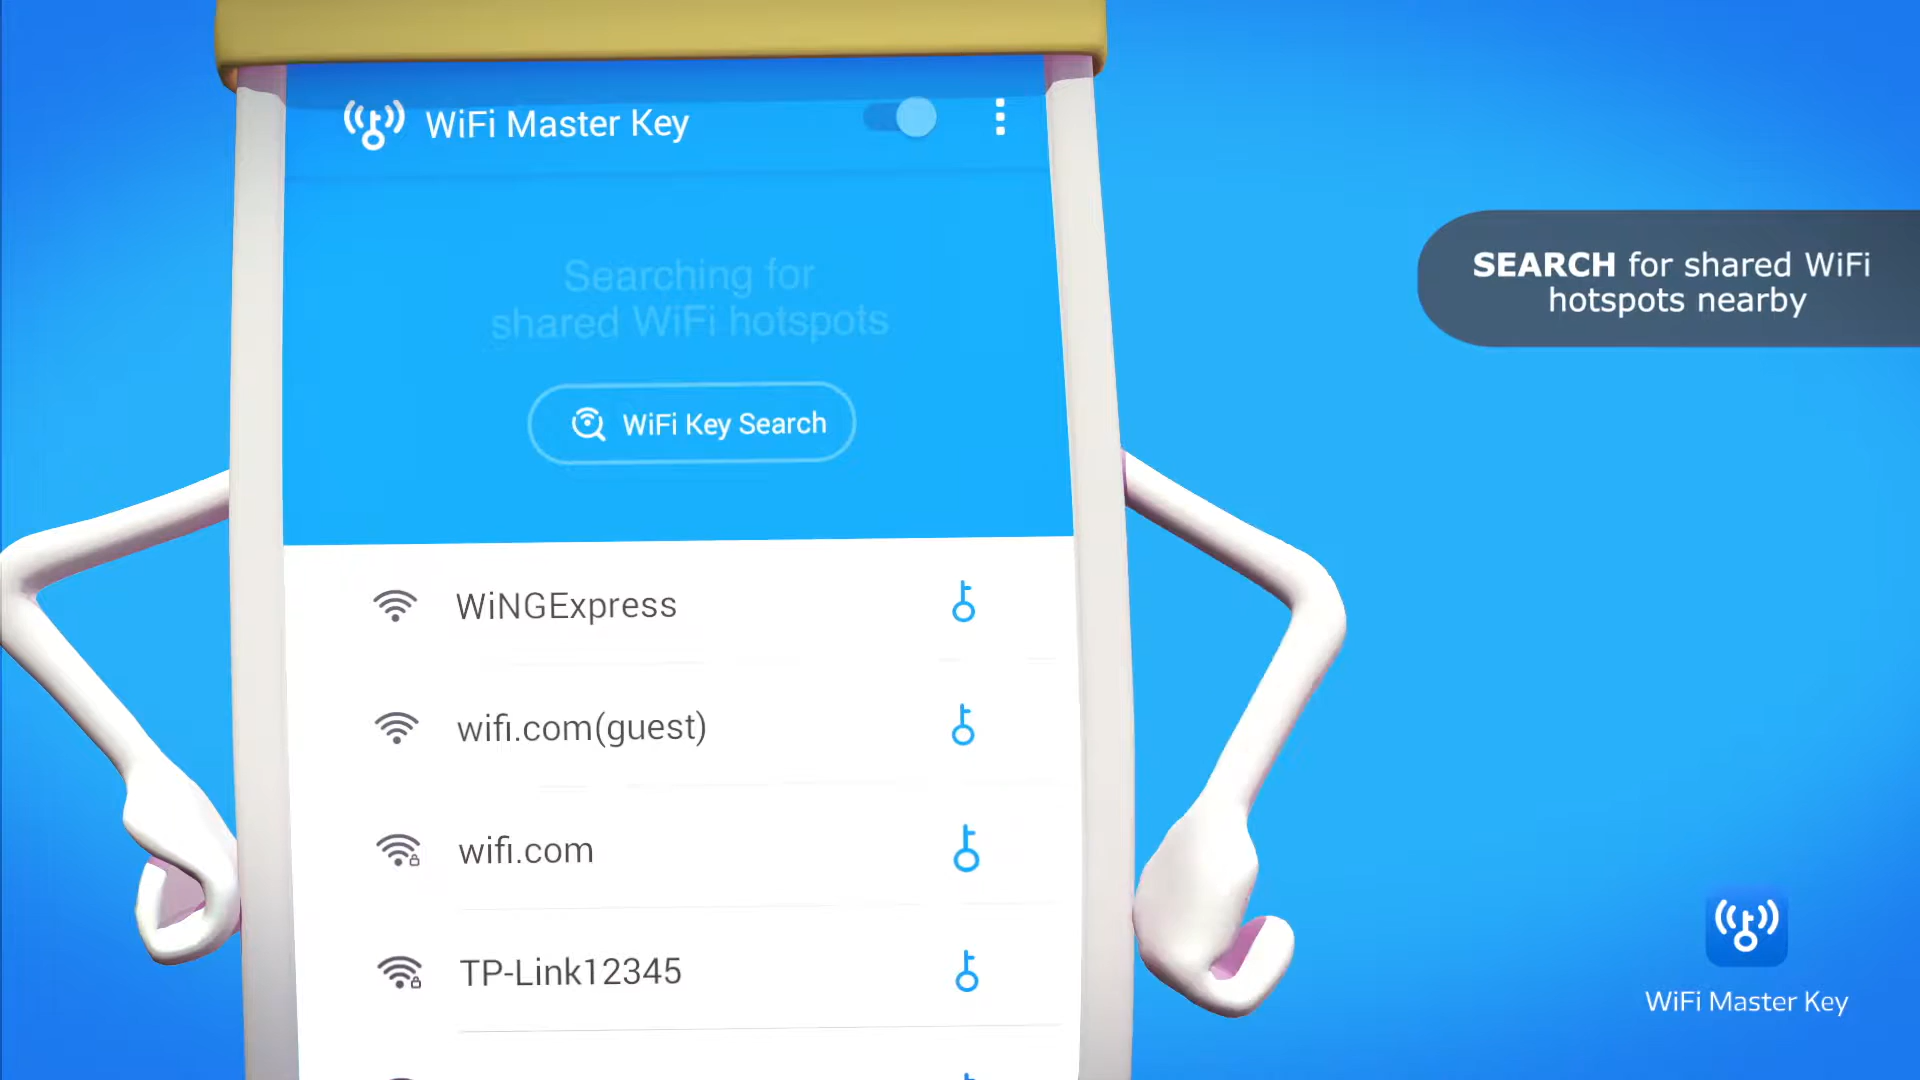 WiFi Master Key
Searching for
shared WiFi hotspots
WiFi Key Search
SEARCH for shared WiFi
hotspots nearby
WiNGExpress
wifi.com(guest)
wifi.com
TP-Link12345
WiFi Master Key